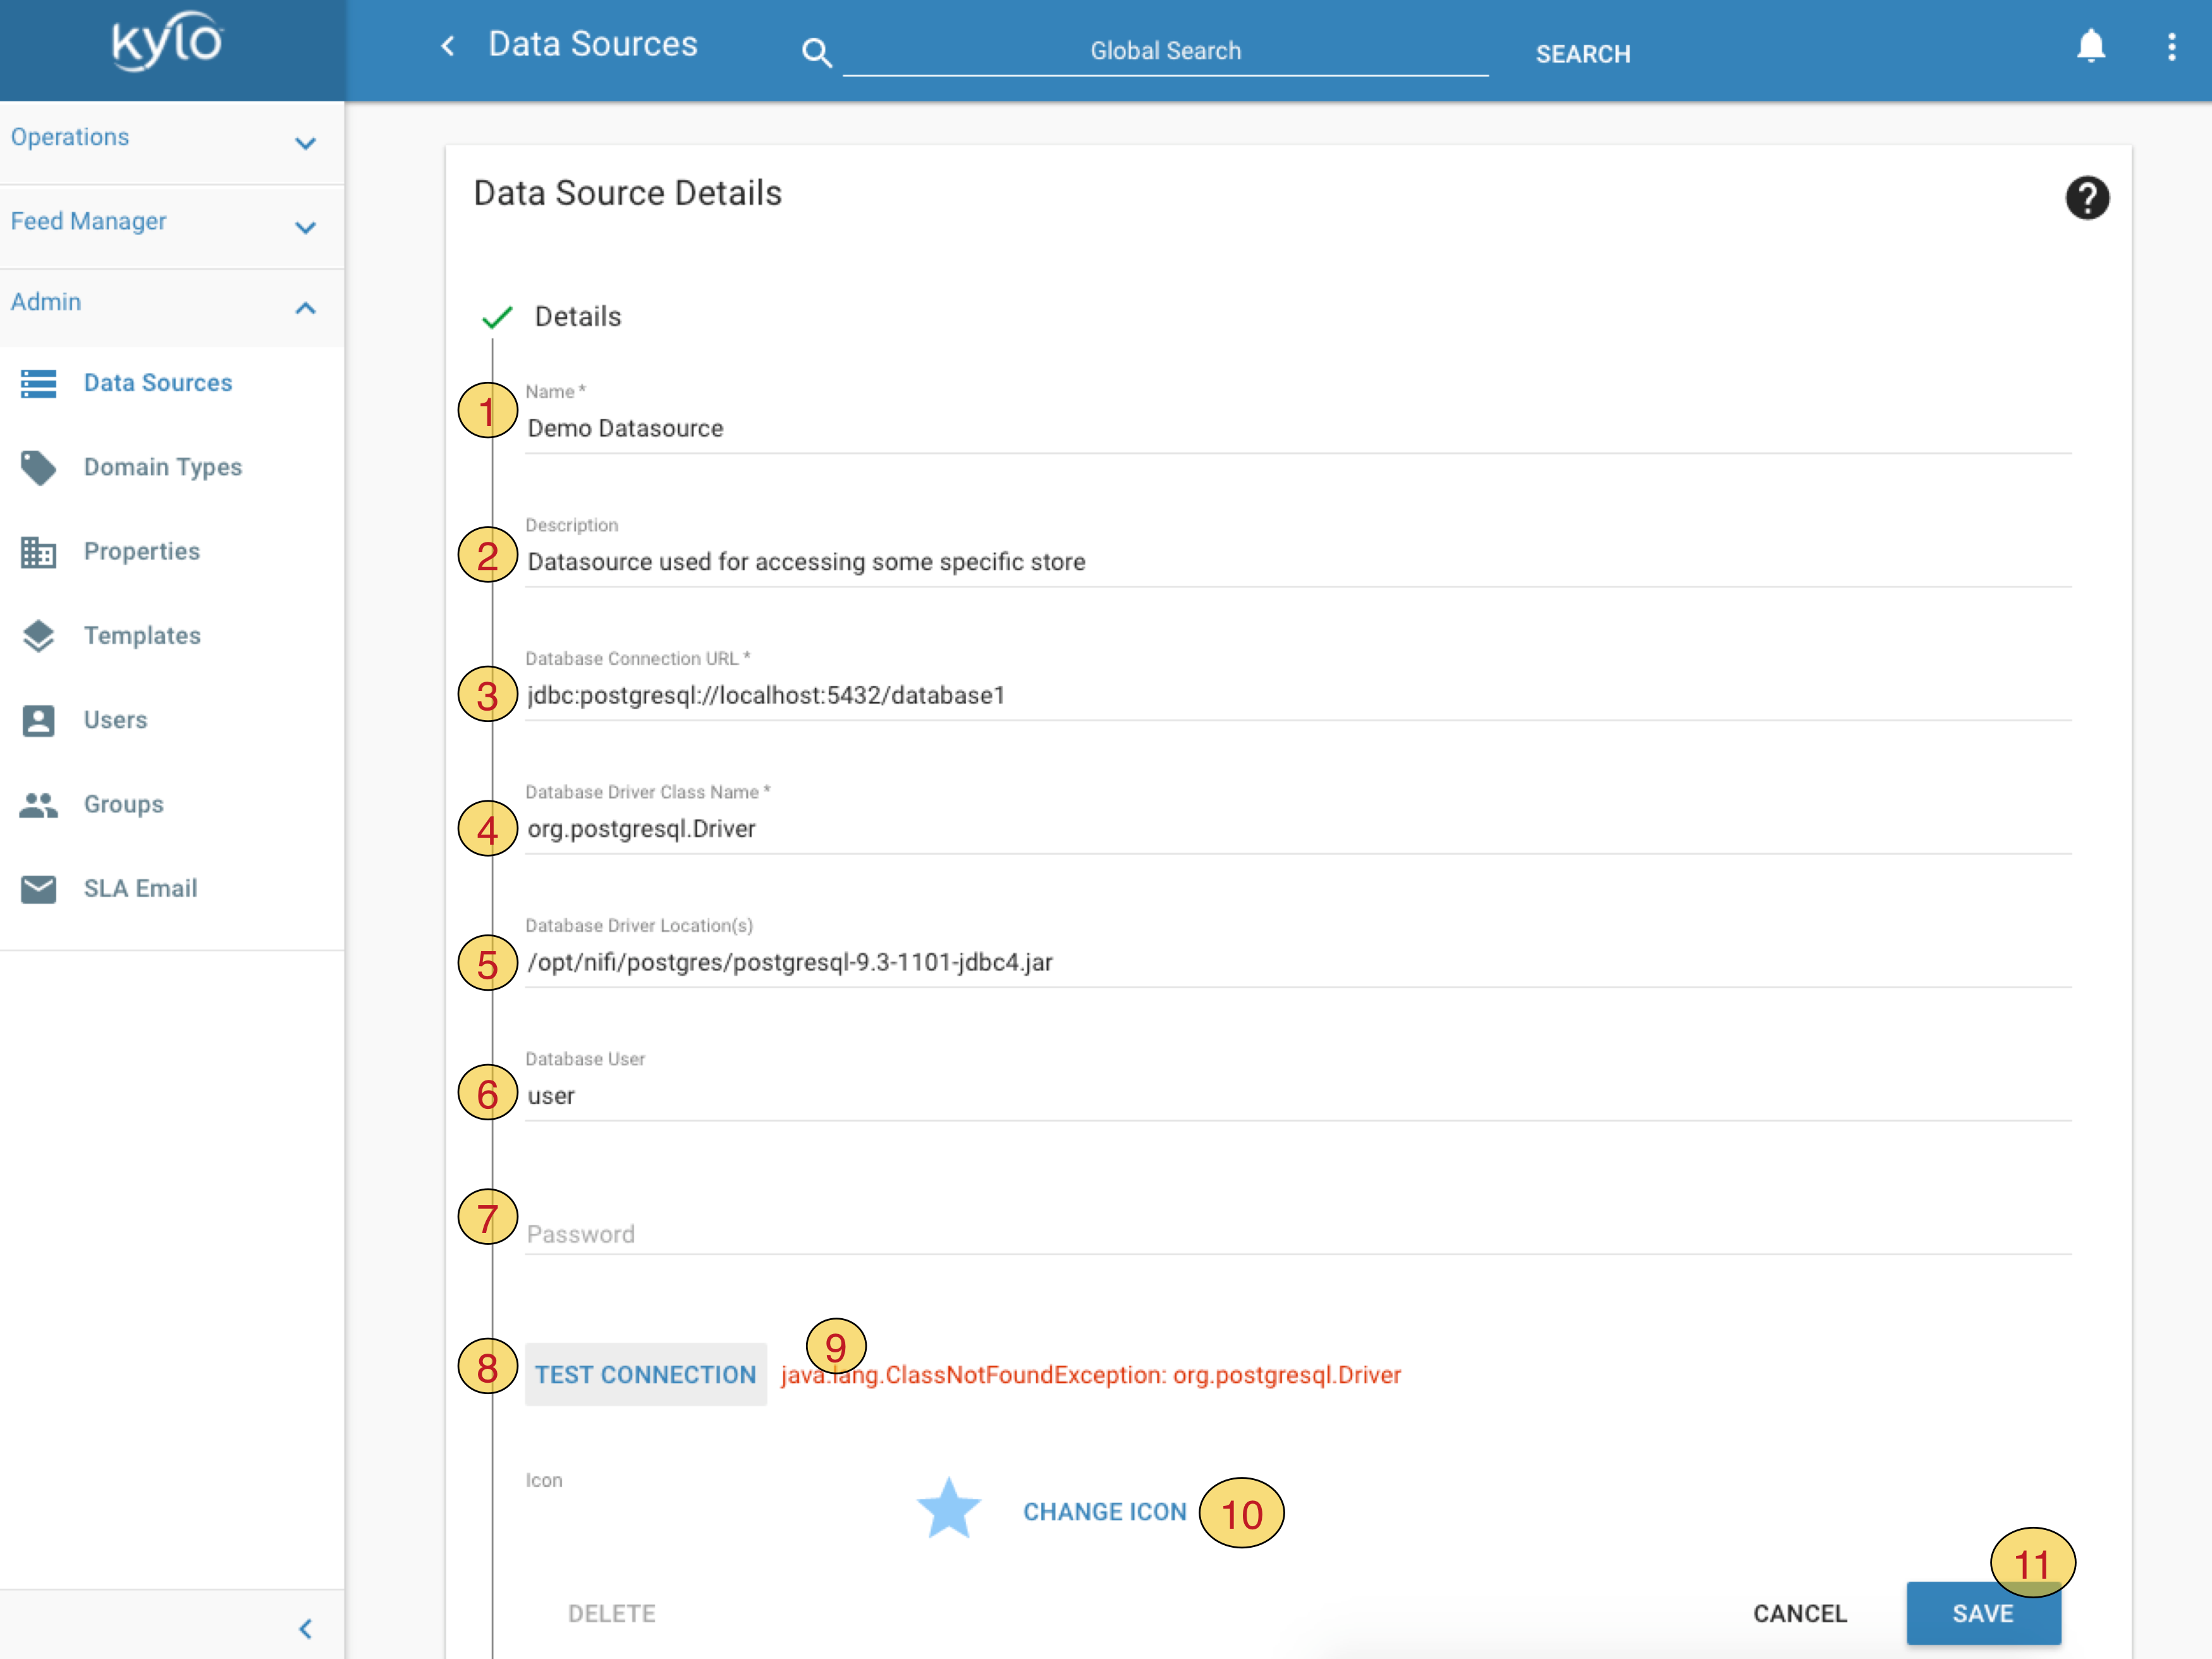 kylo
Data Sources
Global Search
SEARCH
Operations
Feed Manager
Admin
Data Sources
Domain Types
Properties
Templates
Users
Groups
SLA Email
Data Source Details
?
Details
1
Name *
Demo Datasource
2
Description
Datasource used for accessing some specific store
3
Database Connection URL *
jdbc:postgresql://localhost:5432/database1
4
Database Driver Class Name *
org.postgresql.Driver
5
Database Driver Location(s)
/opt/nifi/postgres/postgresql-9.3-1101-jdbc4.jar
6
Database User
user
7
Password
8
TEST CONNECTION
9
java.lang.ClassNotFoundException: org.postgresql.Driver
Icon
CHANGE ICON
10
11
DELETE
CANCEL
SAVE